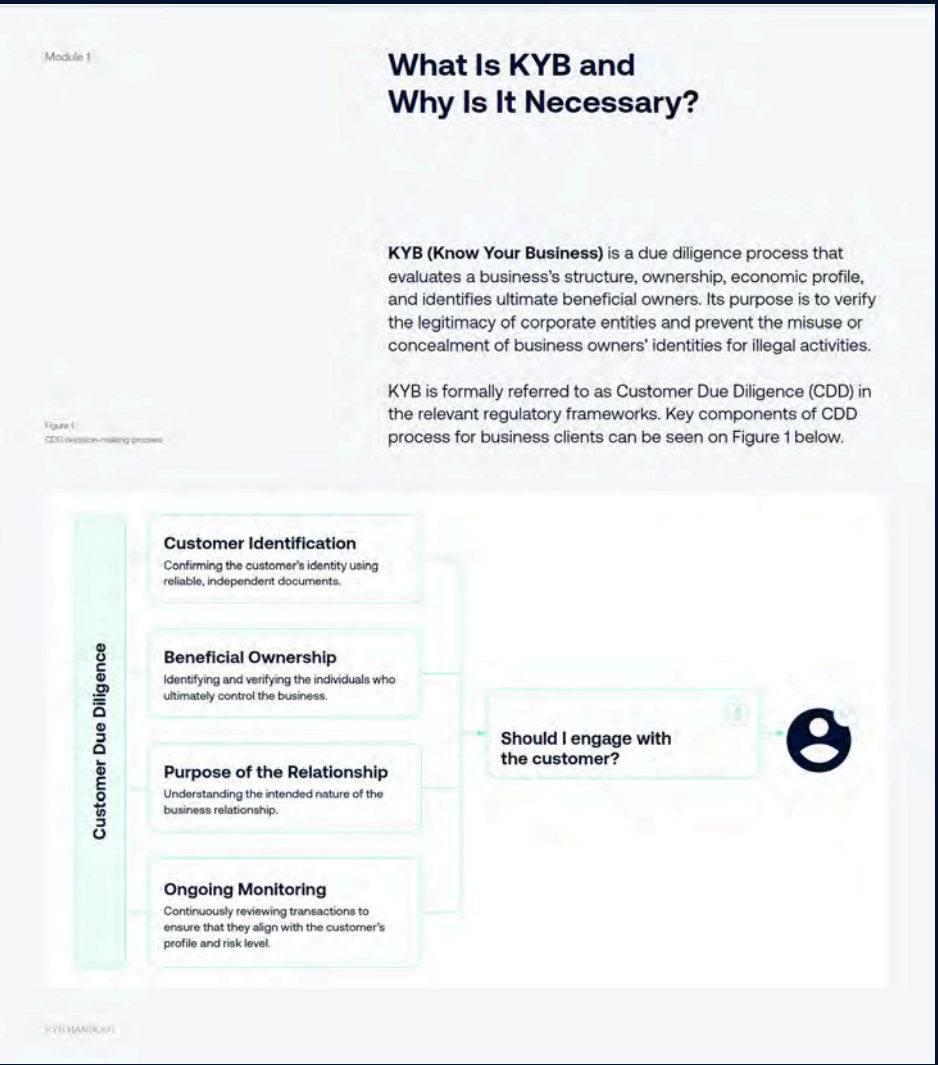 Module 1
What Is KYB and
Why Is It Necessary?
KYB (Know Your Business) is a due diligence process that
evaluates a business's structure, ownership, economic profile,
and identifies ultimate beneficial owners. Its purpose is to verify
the legitimacy of corporate entities and prevent the misuse or
concealment of business owners' identities for illegal activities.
KYB is formally referred to as Customer Due Diligence (CDD) in
the relevant regulatory frameworks. Key components of CDD
process for business clients can be seen on Figure 1 below.
Figure 1
CDD decision-making process
Customer Due Diligence
Customer Identification
Confirming the customer's identity using
reliable, independent documents.
Beneficial Ownership
Identifying and verifying the individuals who
ultimately control the business.
Purpose of the Relationship
Understanding the intended nature of the
business relationship.
Ongoing Monitoring
Continuously reviewing transactions to
ensure that they align with the customer's
profile and risk level.
Should I engage with
the customer?
KYB HANDOUT